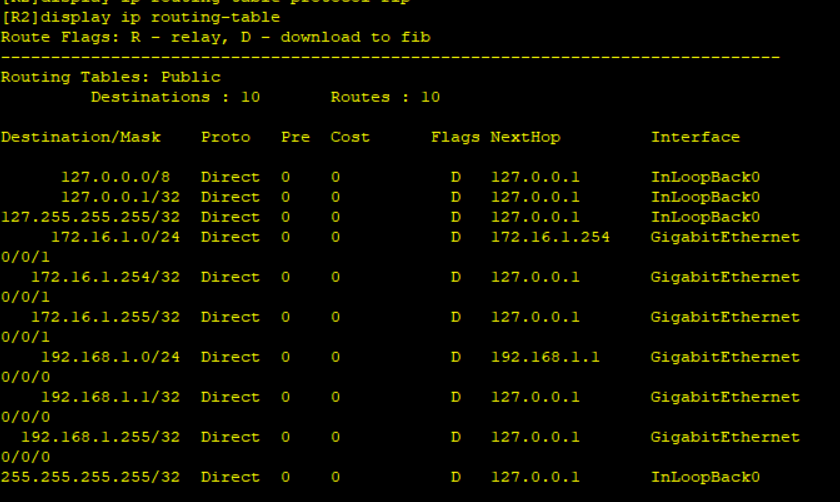 [R2]display ip routing-table protocol rip
[R2]display ip routing-table
Route Flags: R - relay, D - download to fib
------------------------------------------------------------------------------
Routing Tables: Public
Destinations : 10 Routes : 10
Destination/Mask Proto Pre Cost Flags NextHop Interface
127.0.0.0/8 Direct 0 0 D 127.0.0.1 InLoopBack0
127.0.0.1/32 Direct 0 0 D 127.0.0.1 InLoopBack0
127.255.255.255/32 Direct 0 0 D 127.0.0.1 InLoopBack0
172.16.1.0/24 Direct 0 0 D 172.16.1.254 GigabitEthernet
0/0/1
172.16.1.254/32 Direct 0 0 D 127.0.0.1 GigabitEthernet
0/0/1
172.16.1.255/32 Direct 0 0 D 127.0.0.1 GigabitEthernet
0/0/1
192.168.1.0/24 Direct 0 0 D 192.168.1.1 GigabitEthernet
0/0/0
192.168.1.1/32 Direct 0 0 D 127.0.0.1 GigabitEthernet
0/0/0
192.168.1.255/32 Direct 0 0 D 127.0.0.1 GigabitEthernet
0/0/0
255.255.255.255/32 Direct 0 0 D 127.0.0.1 InLoopBack0